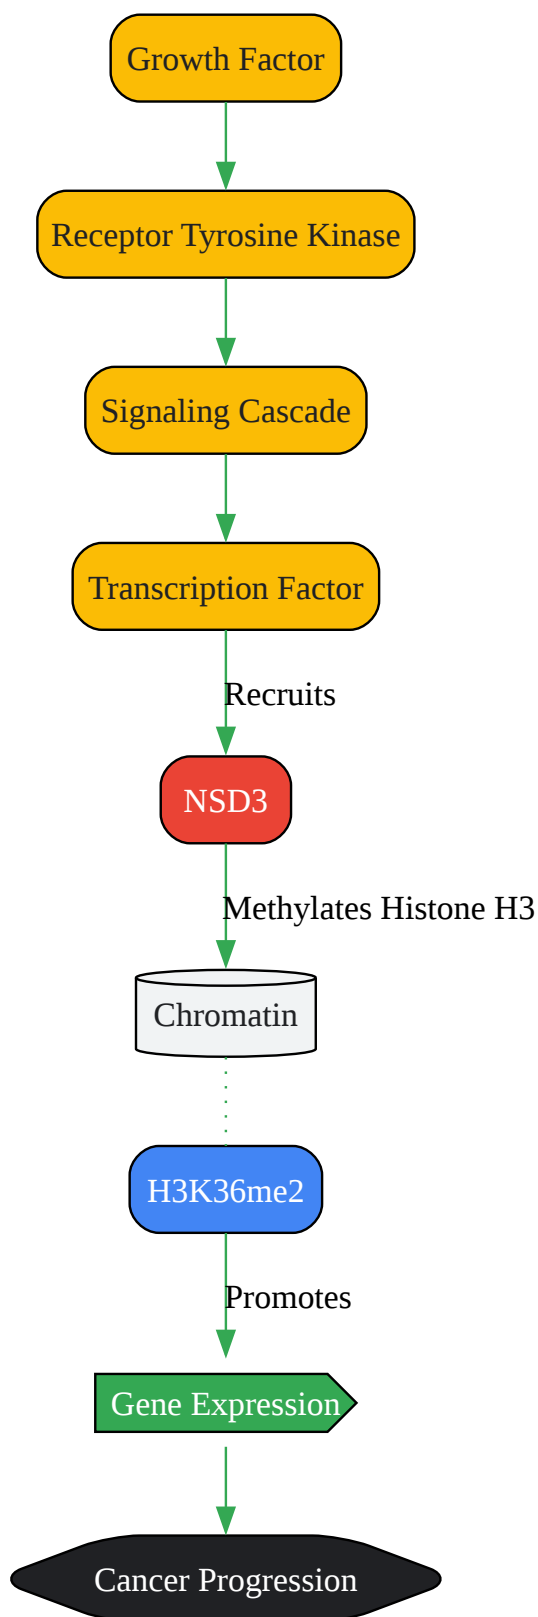 Growth Factor
Receptor Tyrosine Kinase
Signaling Cascade
Transcription Factor
Recruits
NSD3
Methylates Histone H3
Chromatin
H3K36me2
Promotes
Gene Expression
Cancer Progression